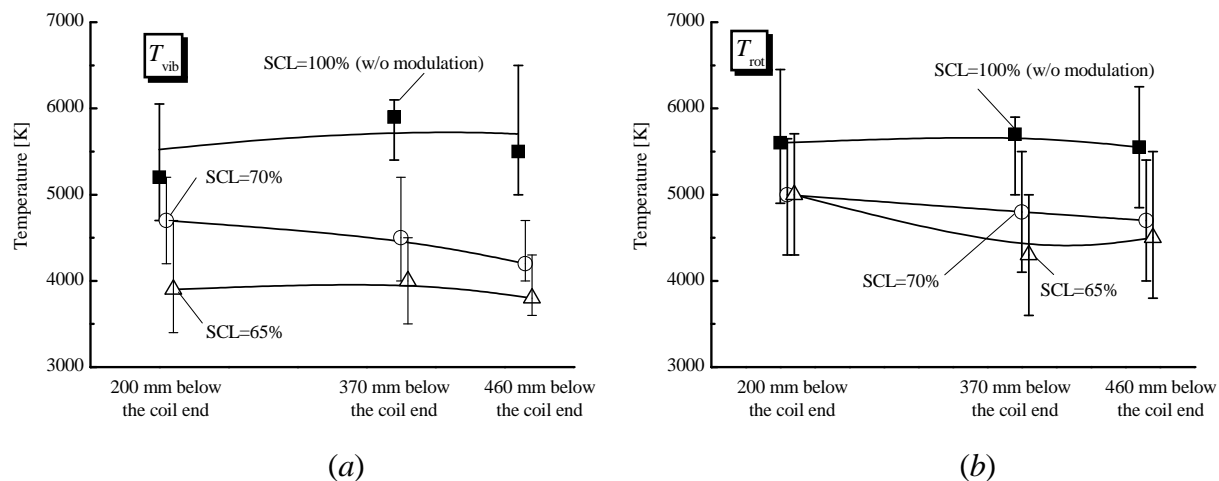 7000
6000
5000
4000
3000
Temperature [K]
T vib
SCL=100% (w/o modulation)
SCL=70%
SCL=65%
200 mm below
the coil end
370 mm below
the coil end
460 mm below
the coil end
(a)
7000
6000
5000
4000
3000
Temperature [K]
T rot
SCL=100% (w/o modulation)
SCL=70%
SCL=65%
200 mm below
the coil end
370 mm below
the coil end
460 mm below
the coil end
(b)